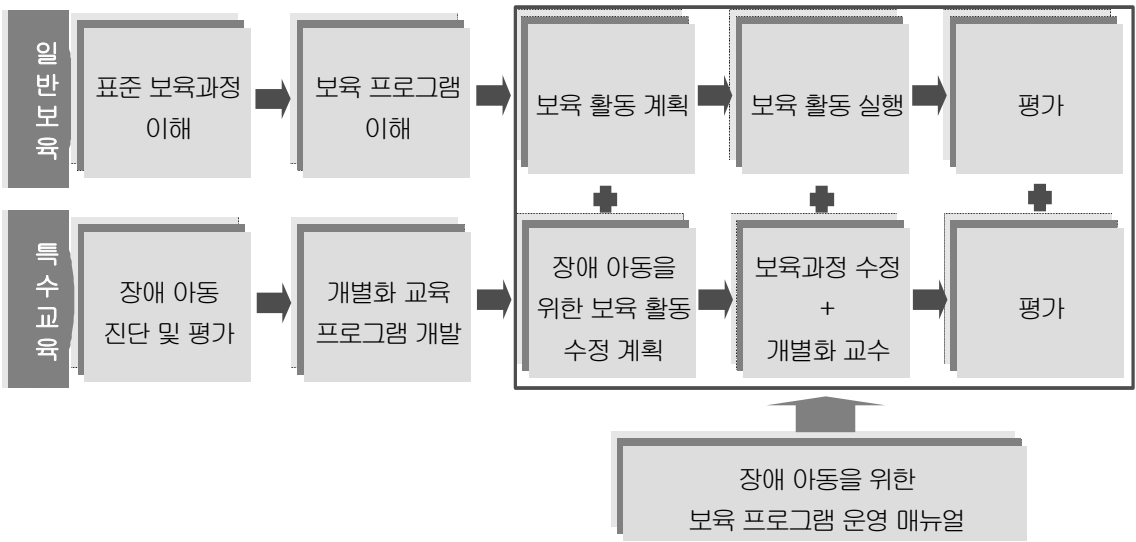 일반보육
표준 보육과정
이해
보육 프로그램
이해
보육 활동 계획
보육 활동 실행
평가
특수교육
장애 아동
진단 및 평가
개별화 교육
프로그램 개발
장애 아동을
위한 보육 활동
수정 계획
보육과정 수정
+
개별화 교수
평가
장애 아동을 위한
보육 프로그램 운영 매뉴얼